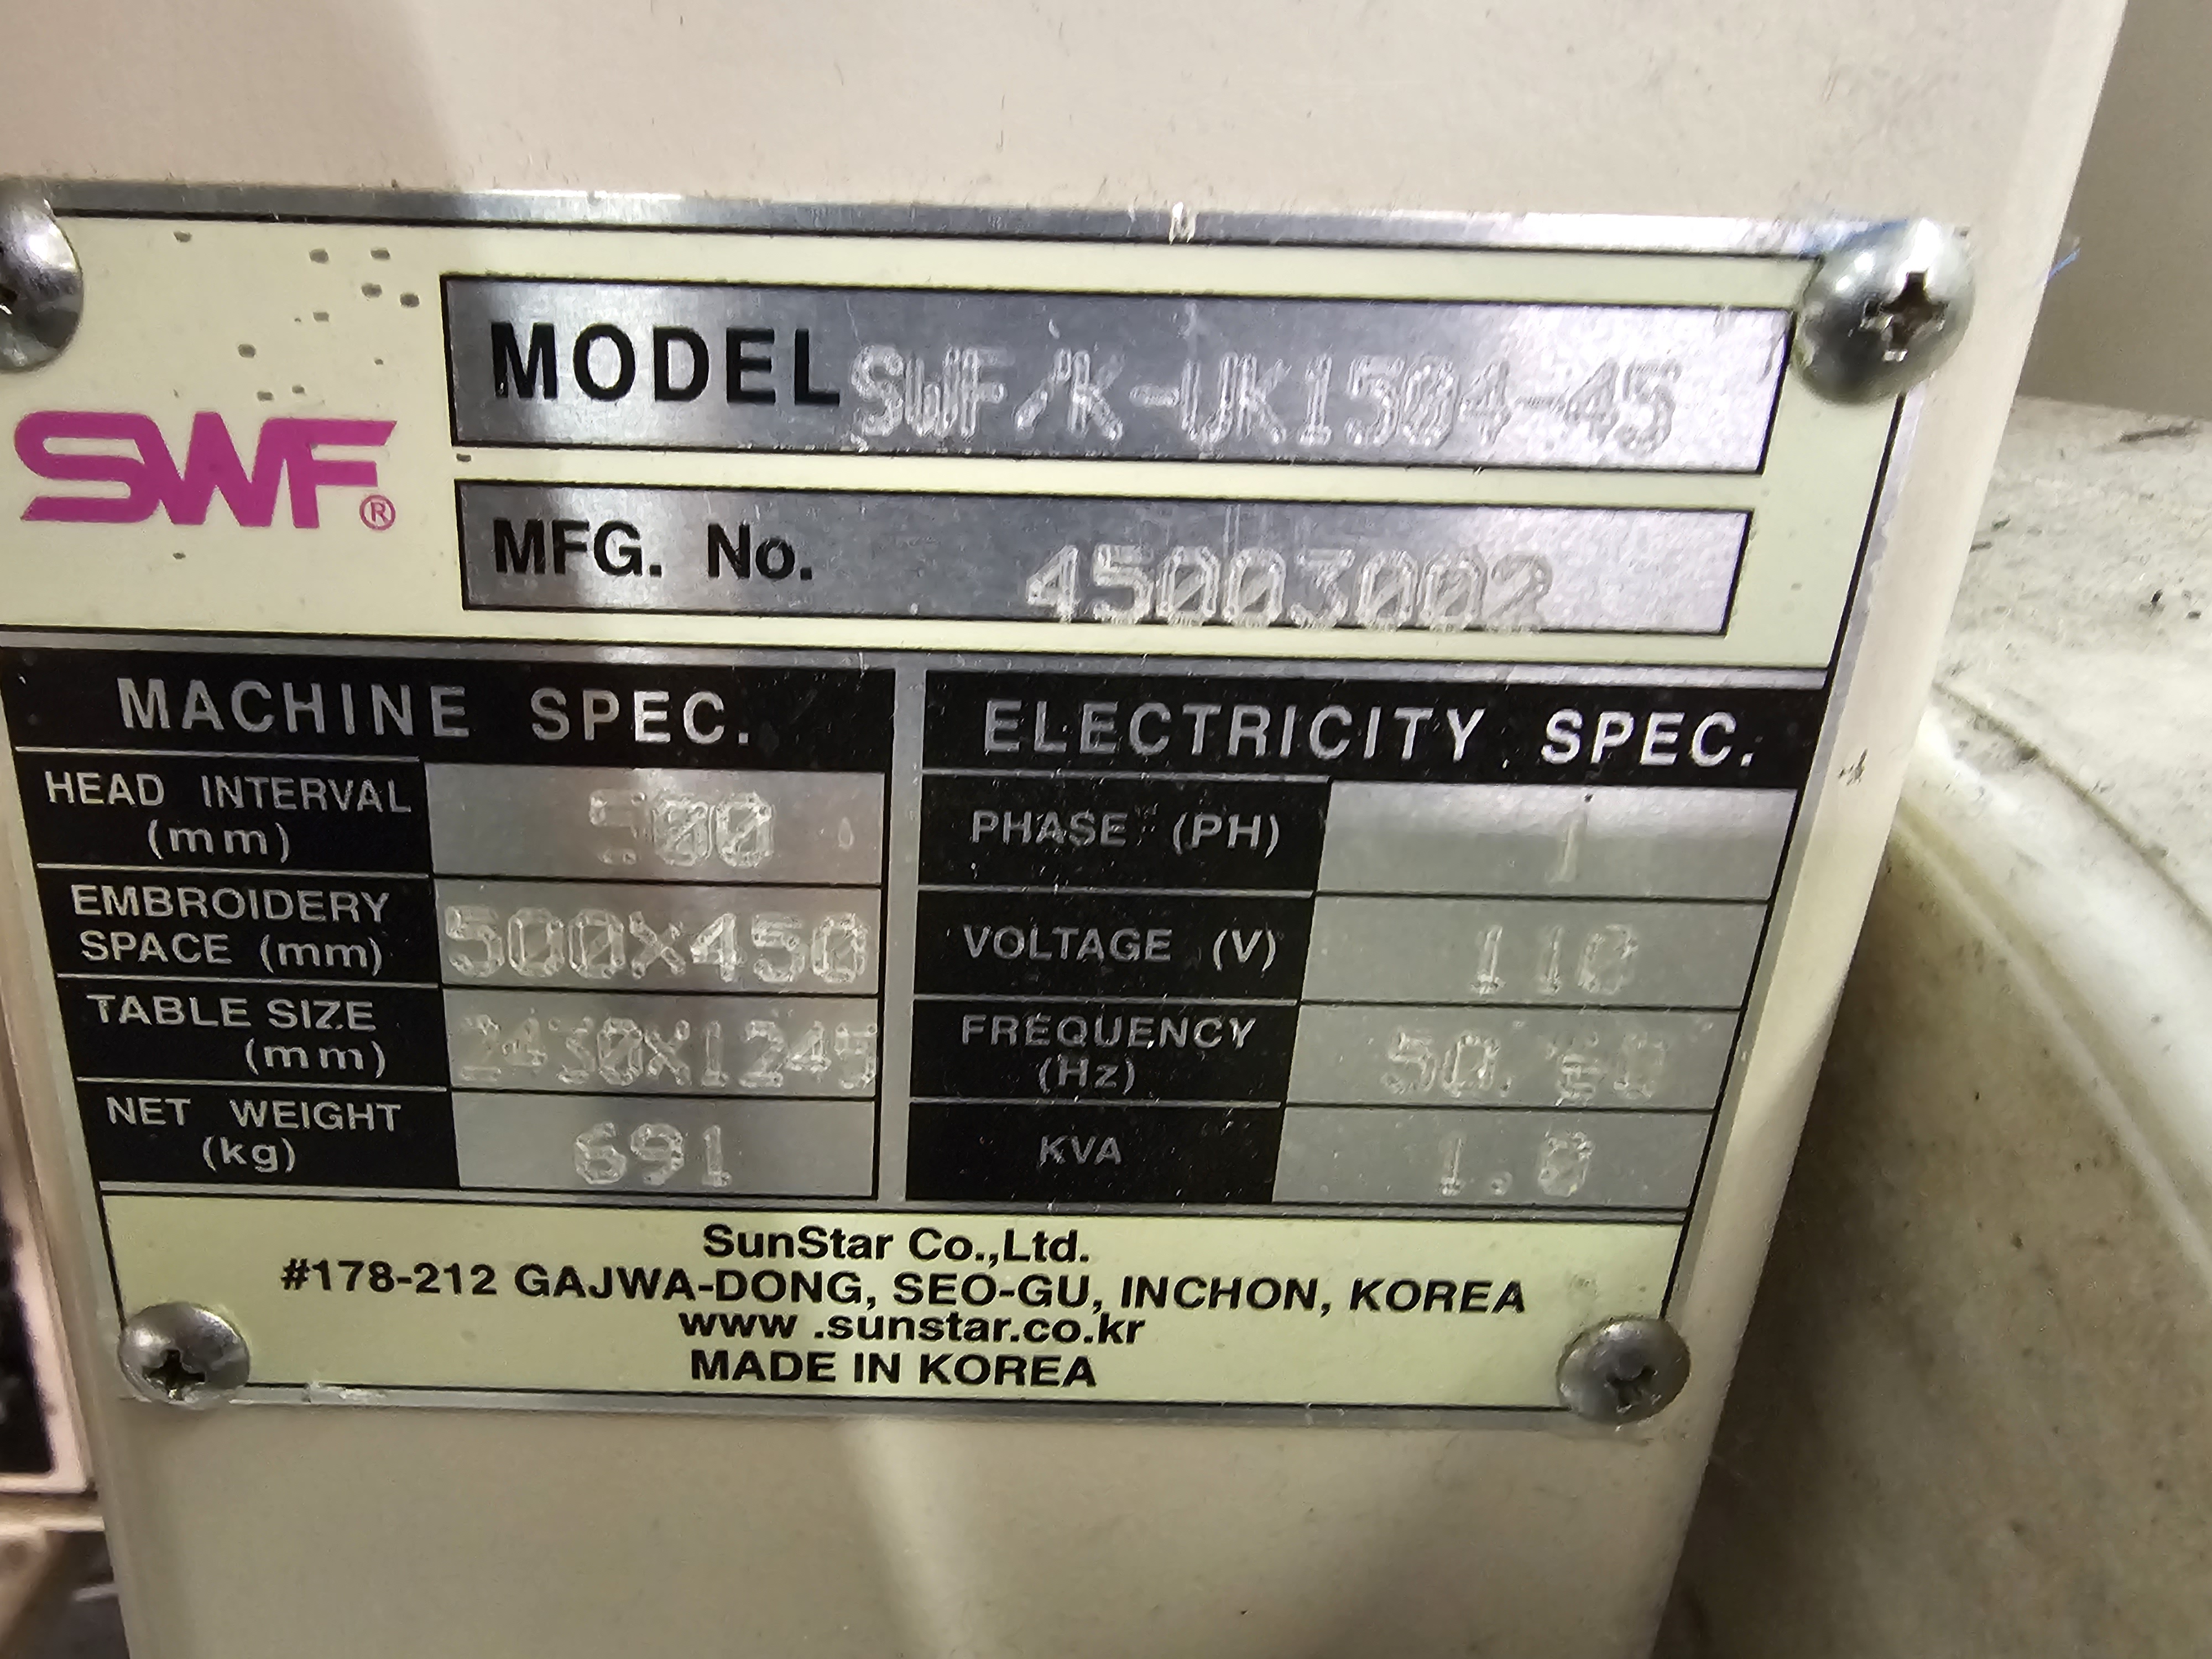 SWF®
MODEL SWF/K-UK1504-45
MFG. No. 45003002
MACHINE SPEC.
HEAD INTERVAL (mm) 500
EMBROIDERY SPACE (mm) 500X450
TABLE SIZE (mm) 2430X1245
NET WEIGHT (kg) 691
ELECTRICITY SPEC.
PHASE (PH) 1
VOLTAGE (V) 110
FREQUENCY (Hz) 50.60
KVA 1.0
SunStar Co.,Ltd.
#178-212 GAJWA-DONG, SEO-GU, INCHON, KOREA
www .sunstar.co.kr
MADE IN KOREA